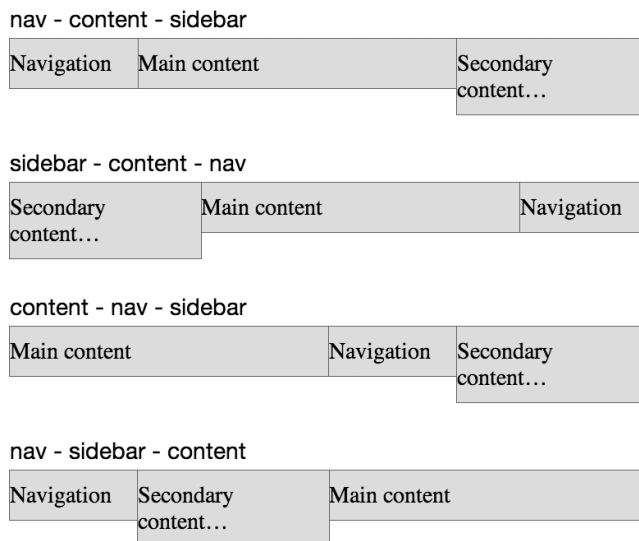 nav - content - sidebar
Navigation Main content Secondary
content…
sidebar - content - nav
Secondary Main content Navigation
content…
content - nav - sidebar
Main content Navigation Secondary
content…
nav - sidebar - content
Navigation Secondary Main content
content…